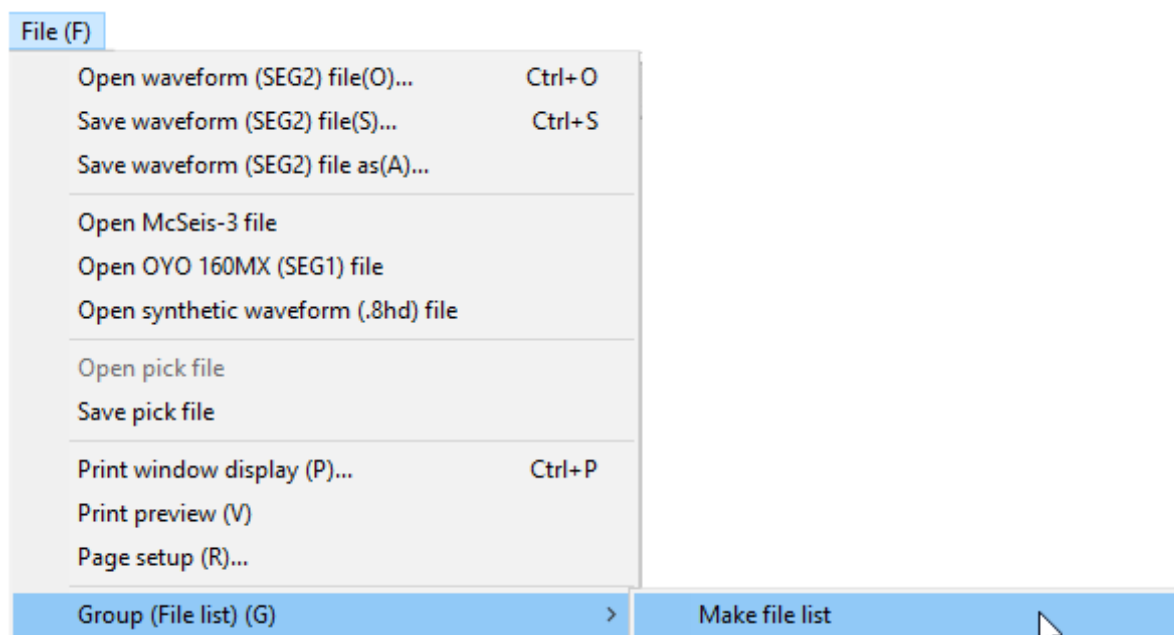 File (F)
Open waveform (SEG2) file(O)... Ctrl+O
Save waveform (SEG2) file(S)... Ctrl+S
Save waveform (SEG2) file as(A)...
Open McSeis-3 file
Open OYO 160MX (SEG1) file
Open synthetic waveform (.8hd) file
Open pick file
Save pick file
Print window display (P)... Ctrl+P
Print preview (V)
Page setup (R)...
Group (File list) (G) > Make file list